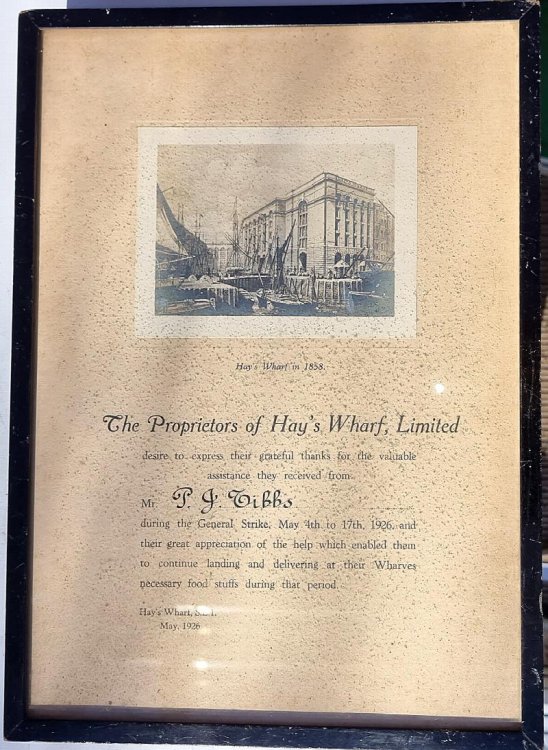 Hay's Wharf in 1858.
The Proprietors of Hay's Wharf, Limited
desire to express their grateful thanks for the valuable
assistance they received from
Mr. P. J. Tibbs
during the General Strike, May 4th to 17th, 1926, and
their great appreciation of the help which enabled them
to continue landing and delivering at their Wharves
necessary food stuffs during that period.
Hay's Wharf, S.E.1.
May, 1926